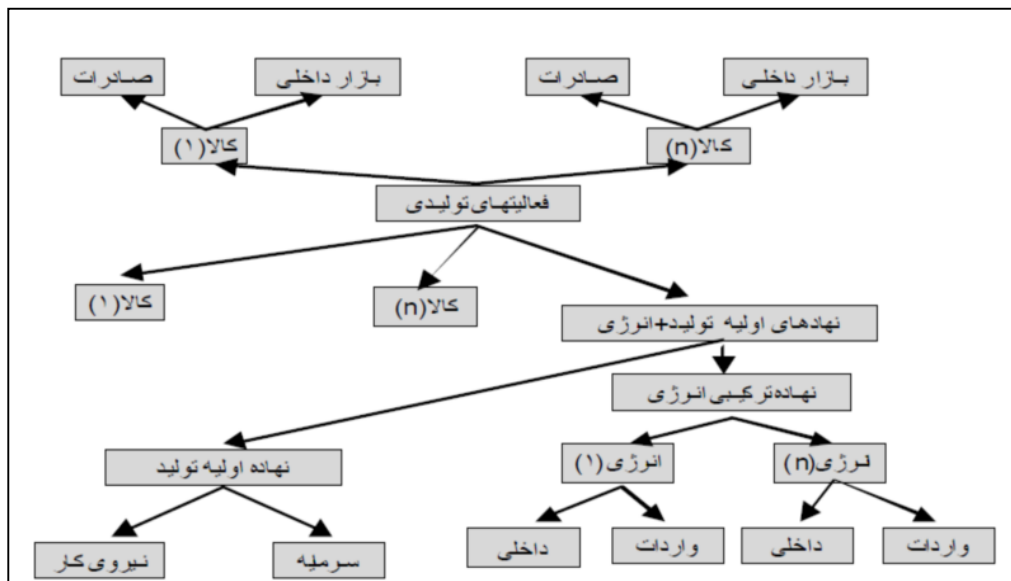 صادرات
بازار داخلی
صادرات
بازار داخلی
کالا(۱)
کالا(n)
فعالیتهای تولیدی
کالا(۱)
کالا(n)
نهادهای اولیه تولید+انرژی
نهاده ترکیبی انرژی
نهاده اولیه تولید
انرژی(۱)
انرژی(n)
نیروی کار
سرمایه
داخلی
واردات
داخلی
واردات